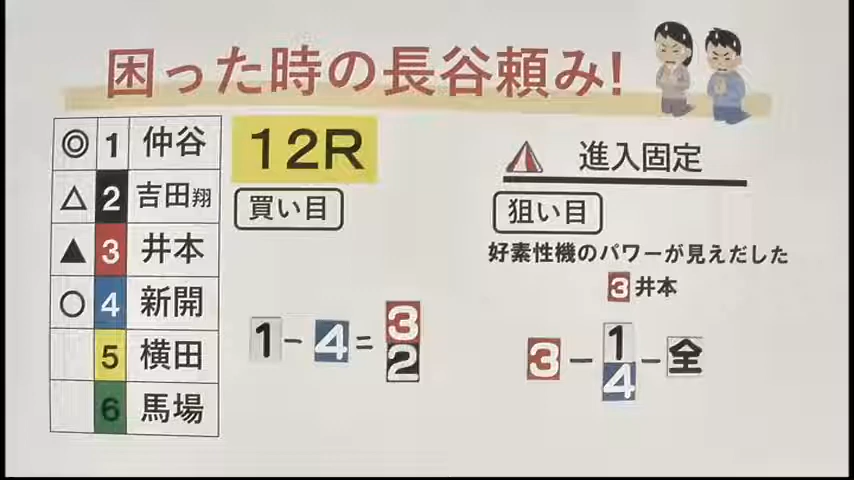 困った時の長谷頼み!
◎ 1 仲谷
△ 2 吉田翔
▲ 3 井本
○ 4 新開
5 横田
6 馬場
12R
買い目
1-4=3
2
進入固定
狙い目
好素性機のパワーが見えだした
3井本
3-1-全
4